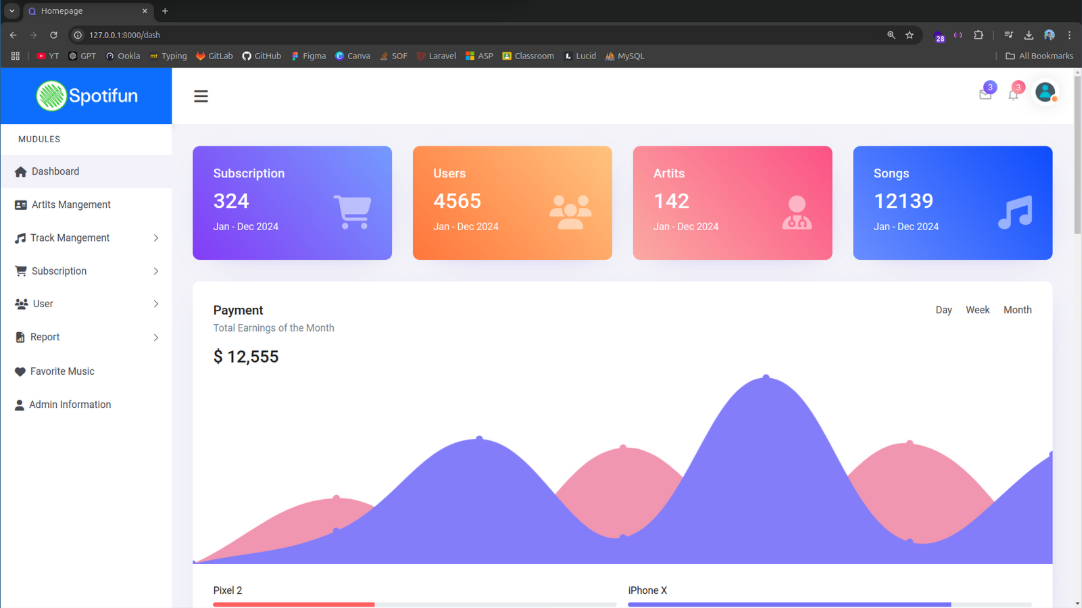 Homepage
127.0.0.1:8000/dash
28
YT GPT Ookla Typing GitLab GitHub Figma Canva SOF Laravel ASP Classroom Lucid MySQL All Bookmarks
Spotifun
3 3
MUDULES
Dashboard
Artits Mangement
Track Mangement
Subscription
User
Report
Favorite Music
Admin Information
Subscription
324
Jan - Dec 2024
Users
4565
Jan - Dec 2024
Artits
142
Jan - Dec 2024
Songs
12139
Jan - Dec 2024
Payment
Day Week Month
Total Earnings of the Month
$ 12,555
Pixel 2
iPhone X